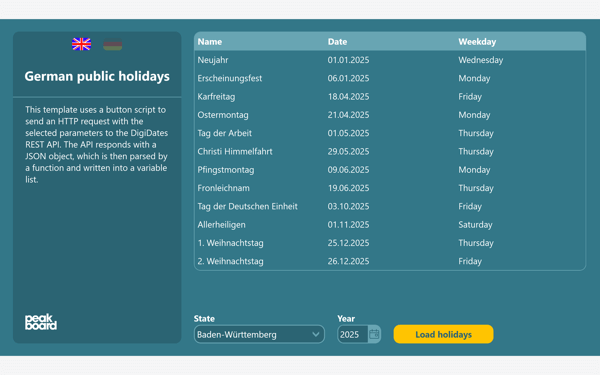 German public holidays
This template uses a button script to
send an HTTP request with the
selected parameters to the DigiDates
REST API. The API responds with a
JSON object, which is then parsed by
a function and written into a variable
list.
peak
board
Name Date Weekday
Neujahr 01.01.2025 Wednesday
Erscheinungsfest 06.01.2025 Monday
Karfreitag 18.04.2025 Friday
Ostermontag 21.04.2025 Monday
Tag der Arbeit 01.05.2025 Thursday
Christi Himmelfahrt 29.05.2025 Thursday
Pfingstmontag 09.06.2025 Monday
Fronleichnam 19.06.2025 Thursday
Tag der Deutschen Einheit 03.10.2025 Friday
Allerheiligen 01.11.2025 Saturday
1. Weihnachtstag 25.12.2025 Thursday
2. Weihnachtstag 26.12.2025 Friday
State Year
Baden-Württemberg 2025 Load holidays